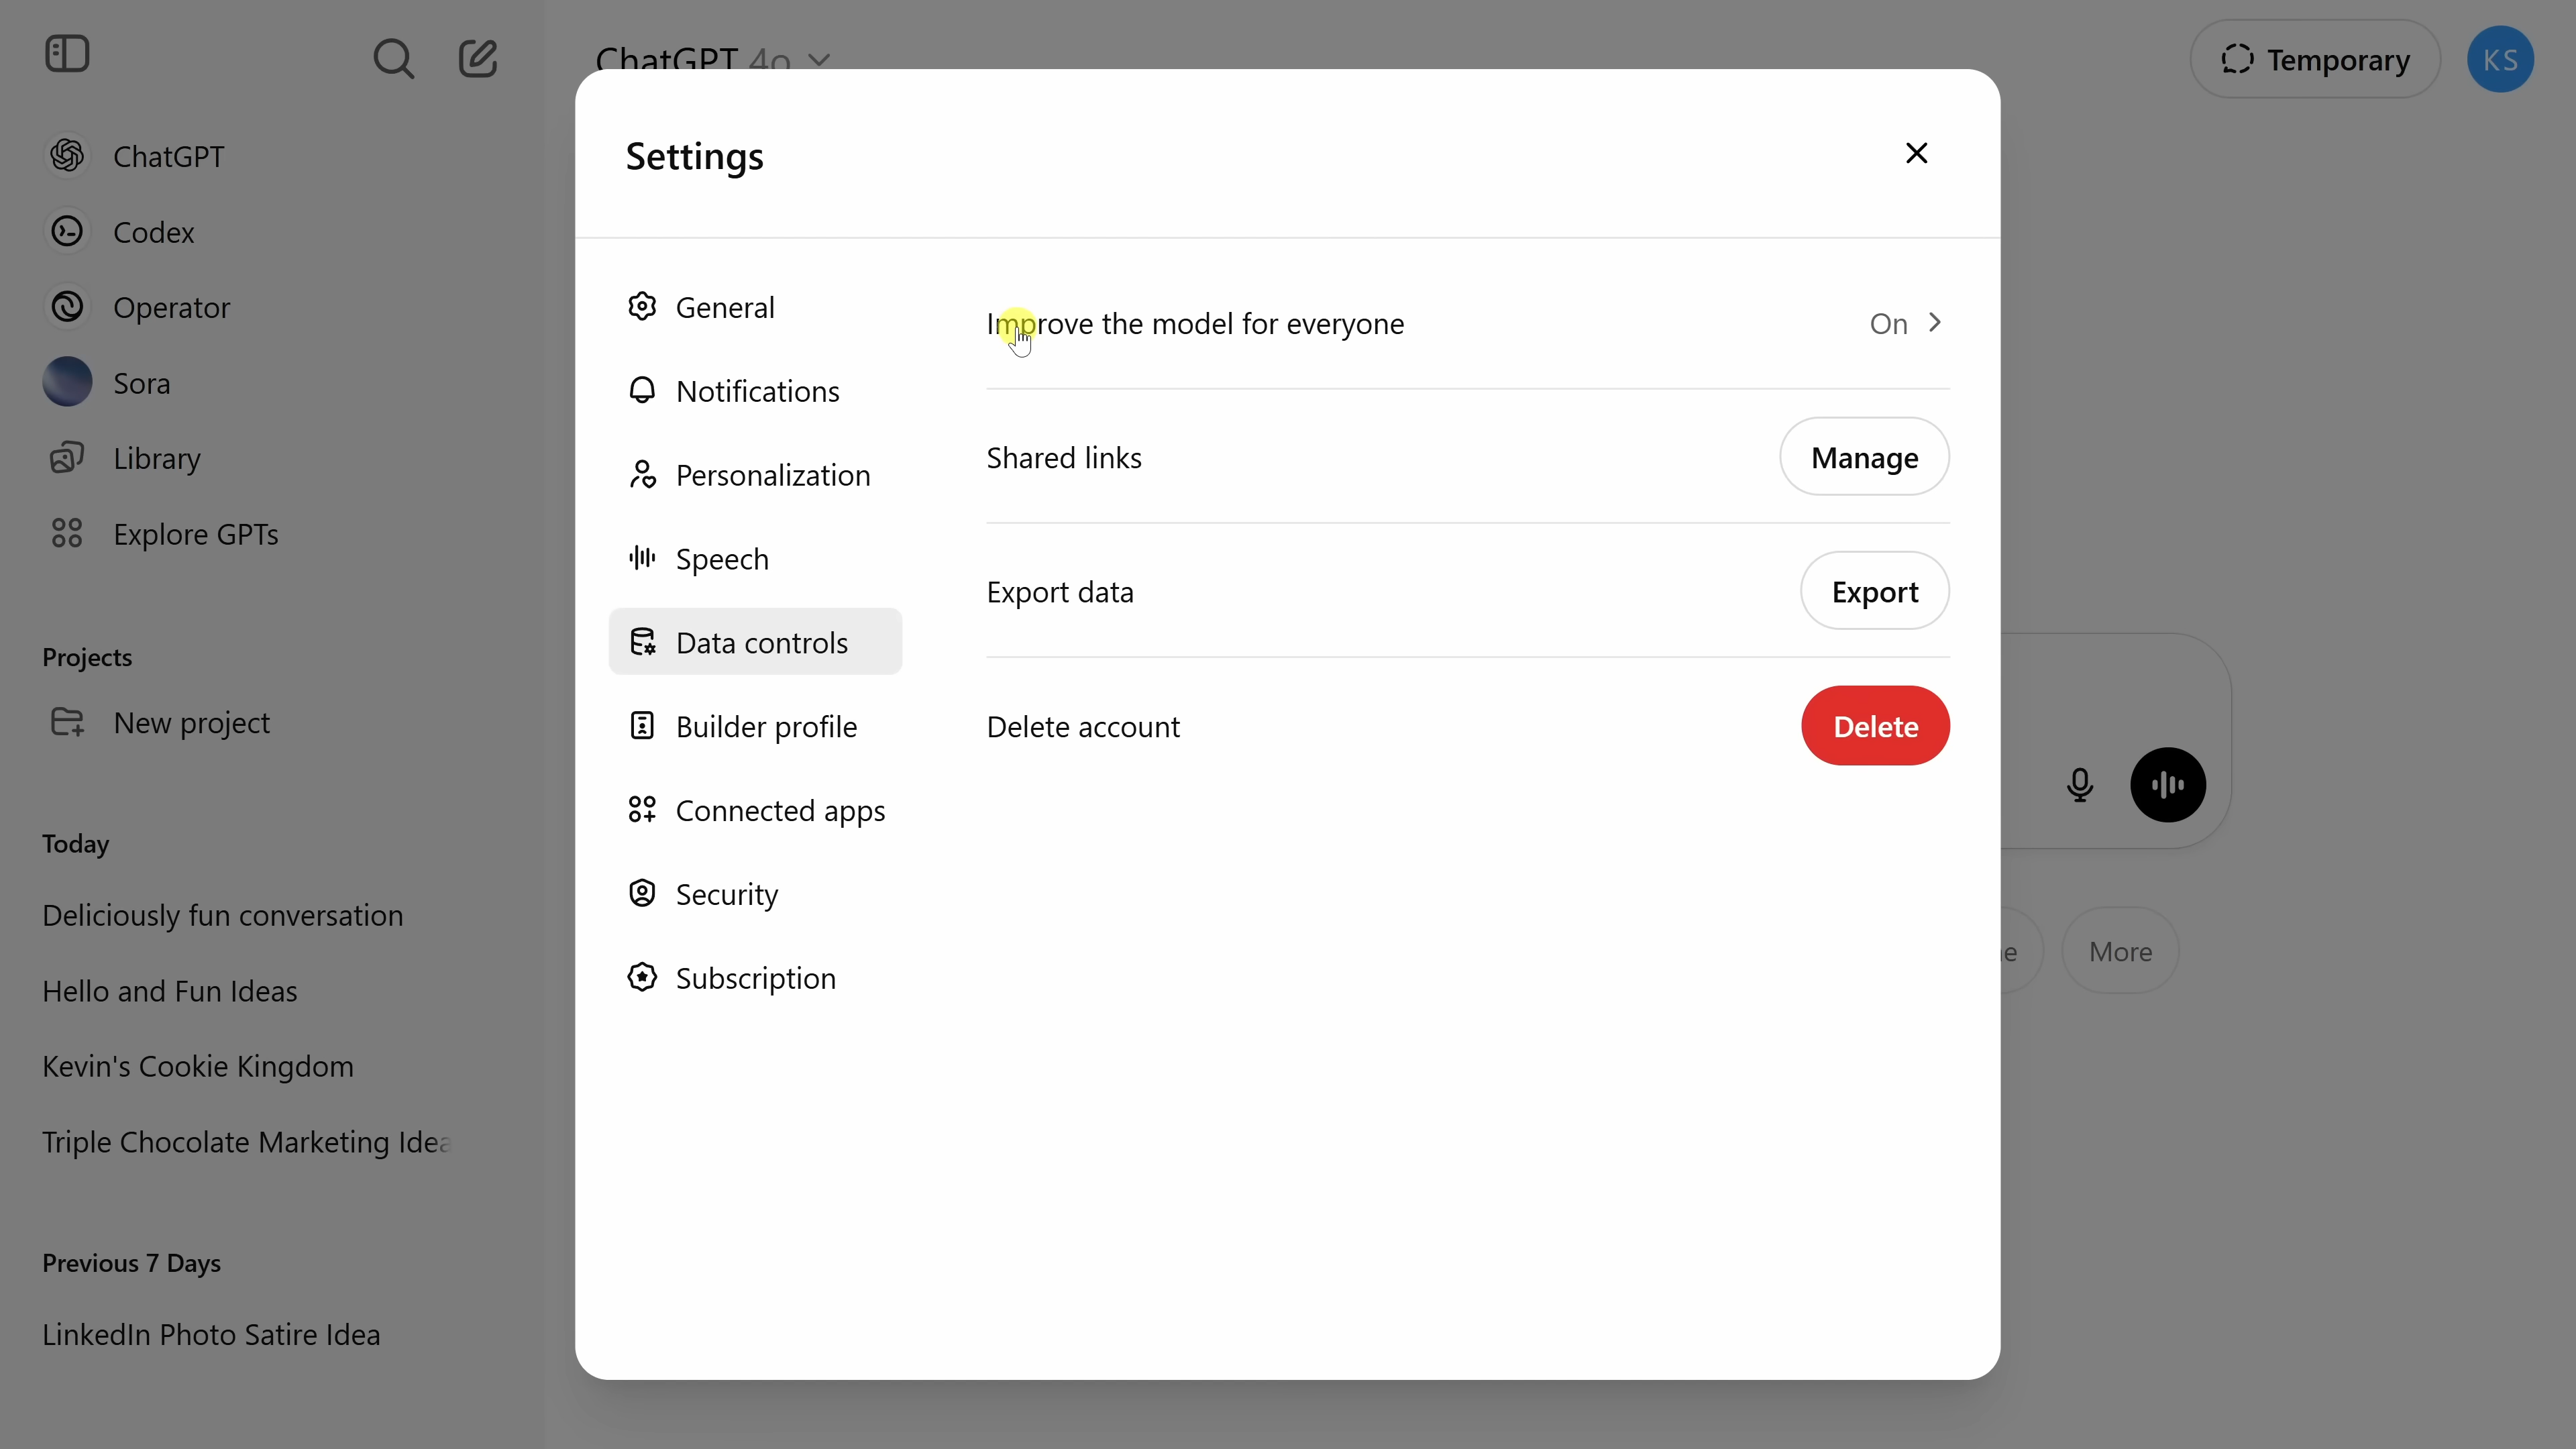 ChatGPT 4o
Temporary
KS
ChatGPT
Codex
Operator
Sora
Library
Explore GPTs
Projects
New project
Today
Deliciously fun conversation
Hello and Fun Ideas
Kevin's Cookie Kingdom
Triple Chocolate Marketing Idea
Previous 7 Days
LinkedIn Photo Satire Idea
Settings
General
Notifications
Personalization
Speech
Data controls
Builder profile
Connected apps
Security
Subscription
Improve the model for everyone On
Shared links Manage
Export data Export
Delete account Delete
More